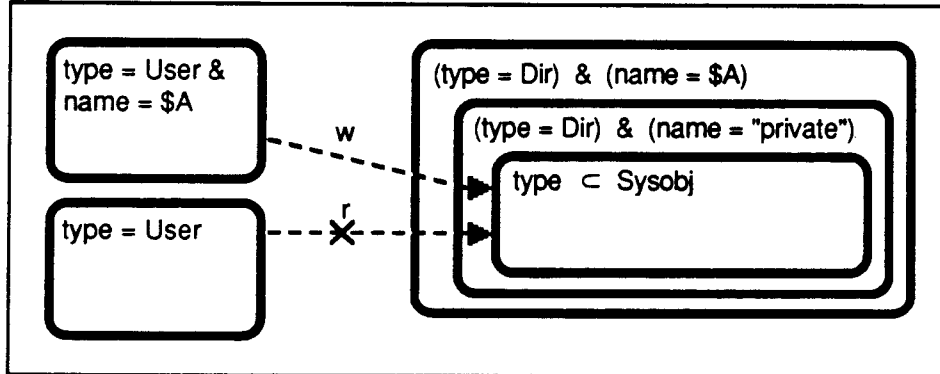 type = User &
name = $A
w
type = User
r
(type = Dir) & (name = $A)
(type = Dir) & (name = "private")
type ⊂ Sysobj